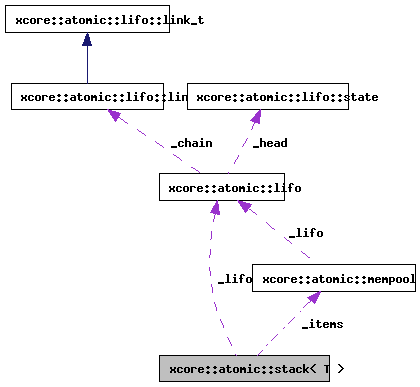 xcore::atomic::lifo::link_t
xcore::atomic::lifo::lin
xcore::atomic::lifo::state
_chain
_head
xcore::atomic::lifo
_lifo
_lifo
xcore::atomic::mempool
_items
xcore::atomic::stack< T >